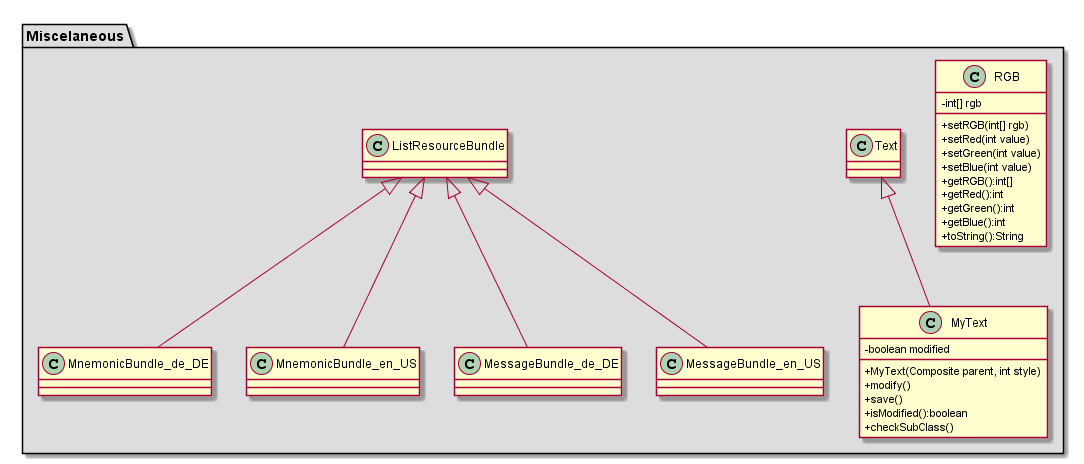 Miscelaneous
C RGB
-int[] rgb
+setRGB(int[] rgb)
+setRed(int value)
+setGreen(int value)
+setBlue(int value)
+getRGB():int[]
+getRed():int
+getGreen():int
+getBlue():int
+toString():String
C ListResourceBundle
C Text
C MnemonicBundle_de_DE
C MnemonicBundle_en_US
C MessageBundle_de_DE
C MessageBundle_en_US
C MyText
-boolean modified
+MyText(Composite parent, int style)
+modify()
+save()
+isModified():boolean
+checkSubClass()